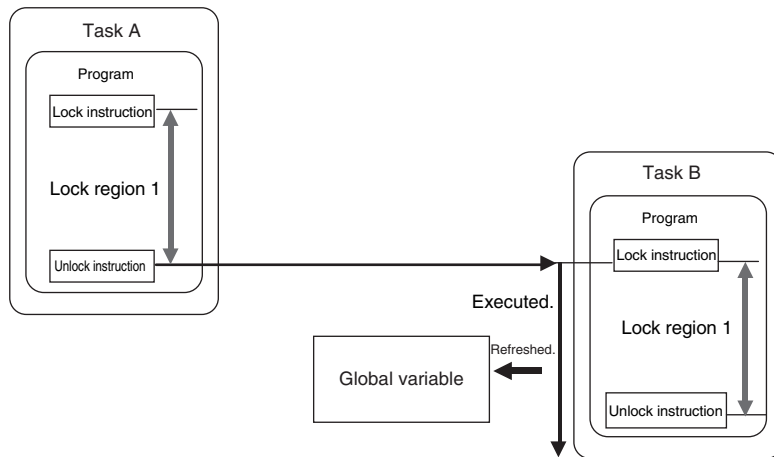 Task A
Program
Lock instruction
Lock region 1
Unlock instruction
Task B
Program
Lock instruction
Executed.
Lock region 1
Refreshed.
Global variable
Unlock instruction